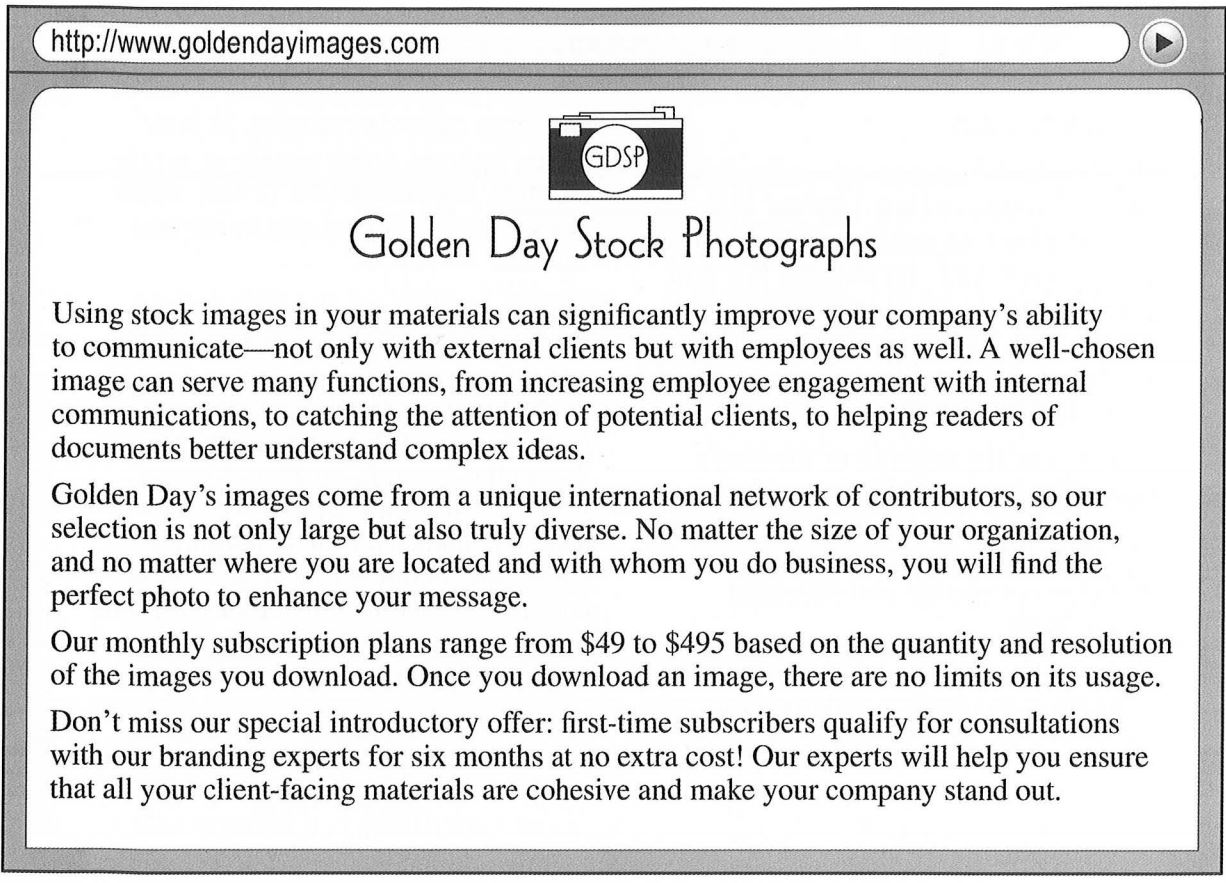 http://www.goldendayimages.com
GDSP
Golden Day Stock Photographs
Using stock images in your materials can significantly improve your company's ability
to communicate—not only with external clients but with employees as well. A well-chosen
image can serve many functions, from increasing employee engagement with internal
communications, to catching the attention of potential clients, to helping readers of
documents better understand complex ideas.
Golden Day's images come from a unique international network of contributors, so our
selection is not only large but also truly diverse. No matter the size of your organization,
and no matter where you are located and with whom you do business, you will find the
perfect photo to enhance your message.
Our monthly subscription plans range from $49 to $495 based on the quantity and resolution
of the images you download. Once you download an image, there are no limits on its usage.
Don't miss our special introductory offer: first-time subscribers qualify for consultations
with our branding experts for six months at no extra cost! Our experts will help you ensure
that all your client-facing materials are cohesive and make your company stand out.